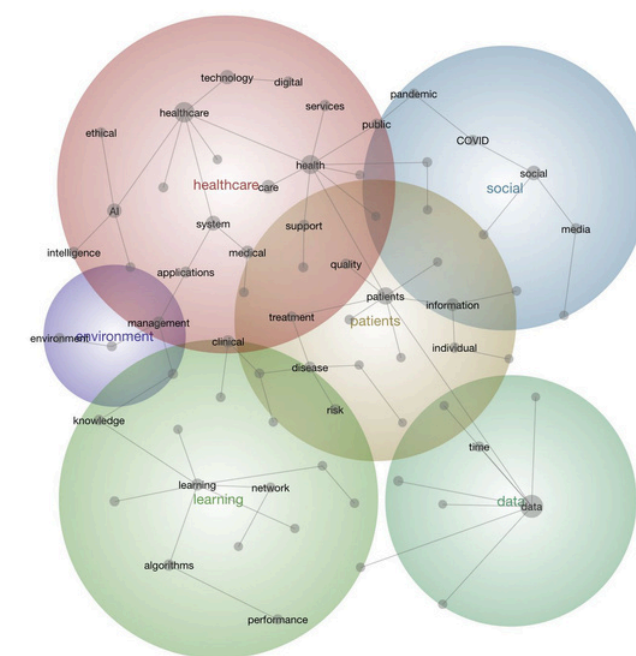 technology
digital
pandemic
healthcare
services
public
ethical
COVID
health
social
healthcare
care
social
AI
system
support
media
intelligence
medical
applications
quality
patients
information
management
treatment
patients
environment
environment
clinical
individual
disease
risk
knowledge
time
learning
network
learning
data
data
algorithms
performance